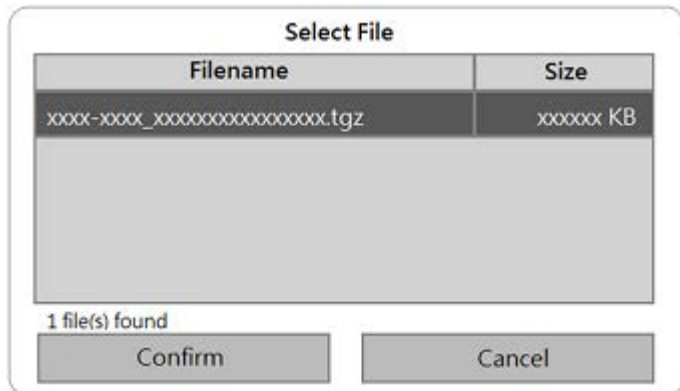 Select File
Filename Size
xxxx-xxxx_xxxxxxxxxxxxxxxx.tgz xxxxxx KB
1 file(s) found
Confirm Cancel